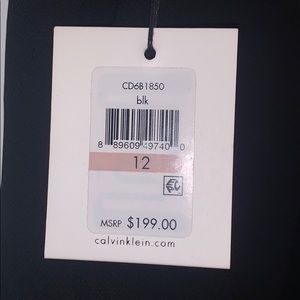 CD6B1850
blk
8 89609 49740 0
12
MSRP $199.00
calvinklein.com